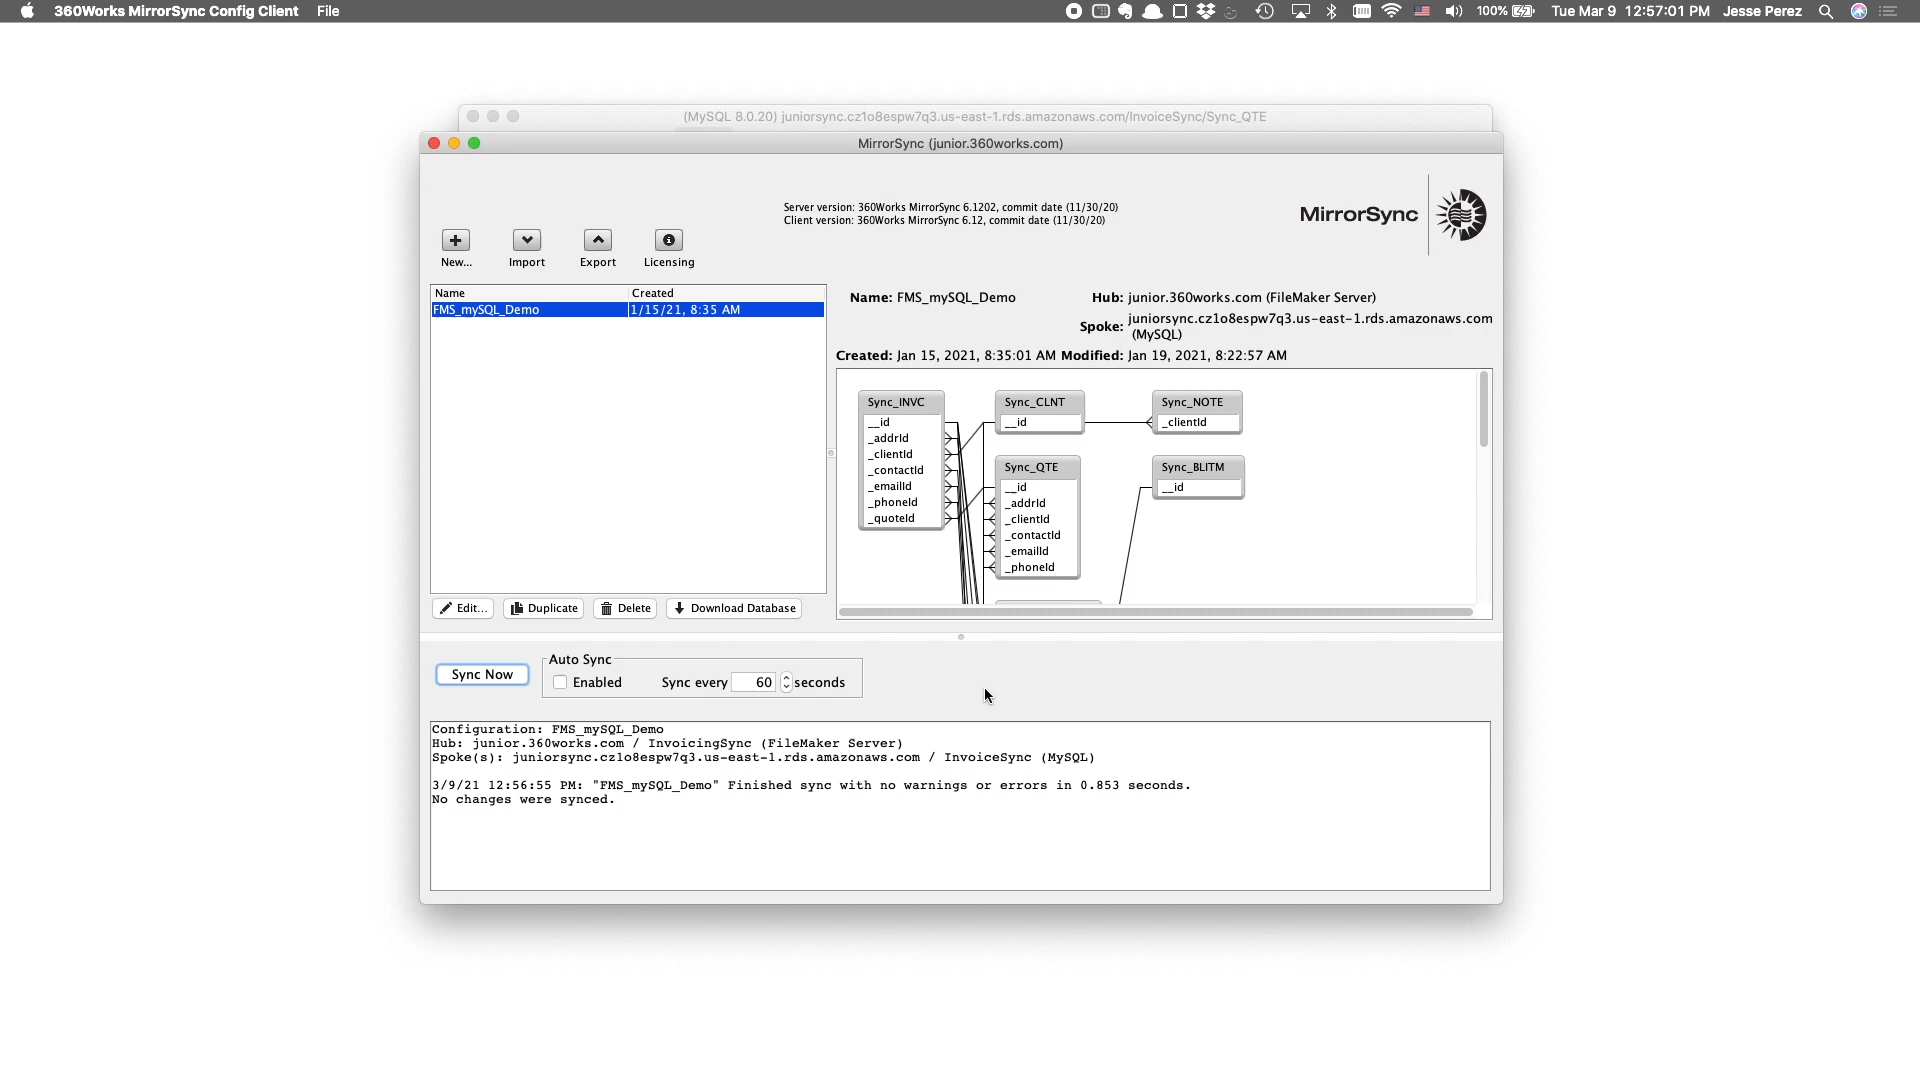 360Works MirrorSync Config Client File 100% Tue Mar 9 12:57:01 PM Jesse Perez
(MySQL 8.0.20) juniorsync.cz1o8espw7q3.us-east-1.rds.amazonaws.com/InvoiceSync/Sync_QTE
MirrorSync (junior.360works.com)
Server version: 360Works MirrorSync 6.1202, commit date (11/30/20)
Client version: 360Works MirrorSync 6.12, commit date (11/30/20)
MirrorSync
New... Import Export Licensing
Name Created
FMS_mySQL_Demo 1/15/21, 8:35 AM
Name: FMS_mySQL_Demo Hub: junior.360works.com (FileMaker Server)
Spoke: juniorsync.cz1o8espw7q3.us-east-1.rds.amazonaws.com
(MySQL)
Created: Jan 15, 2021, 8:35:01 AM Modified: Jan 19, 2021, 8:22:57 AM
Sync_INVC
__id
_addrId
_clientId
_contactId
_emailId
_phoneId
_quoteId
Sync_CLNT
__id
Sync_NOTE
_clientId
Sync_QTE
__id
_addrId
_clientId
_contactId
_emailId
_phoneId
Sync_BLITM
__id
Edit... Duplicate Delete Download Database
Sync Now
Auto Sync
Enabled Sync every 60 seconds
Configuration: FMS_mySQL_Demo
Hub: junior.360works.com / InvoicingSync (FileMaker Server)
Spoke(s): juniorsync.cz1o8espw7q3.us-east-1.rds.amazonaws.com / InvoiceSync (MySQL)
3/9/21 12:56:55 PM: "FMS_mySQL_Demo" Finished sync with no warnings or errors in 0.853 seconds.
No changes were synced.